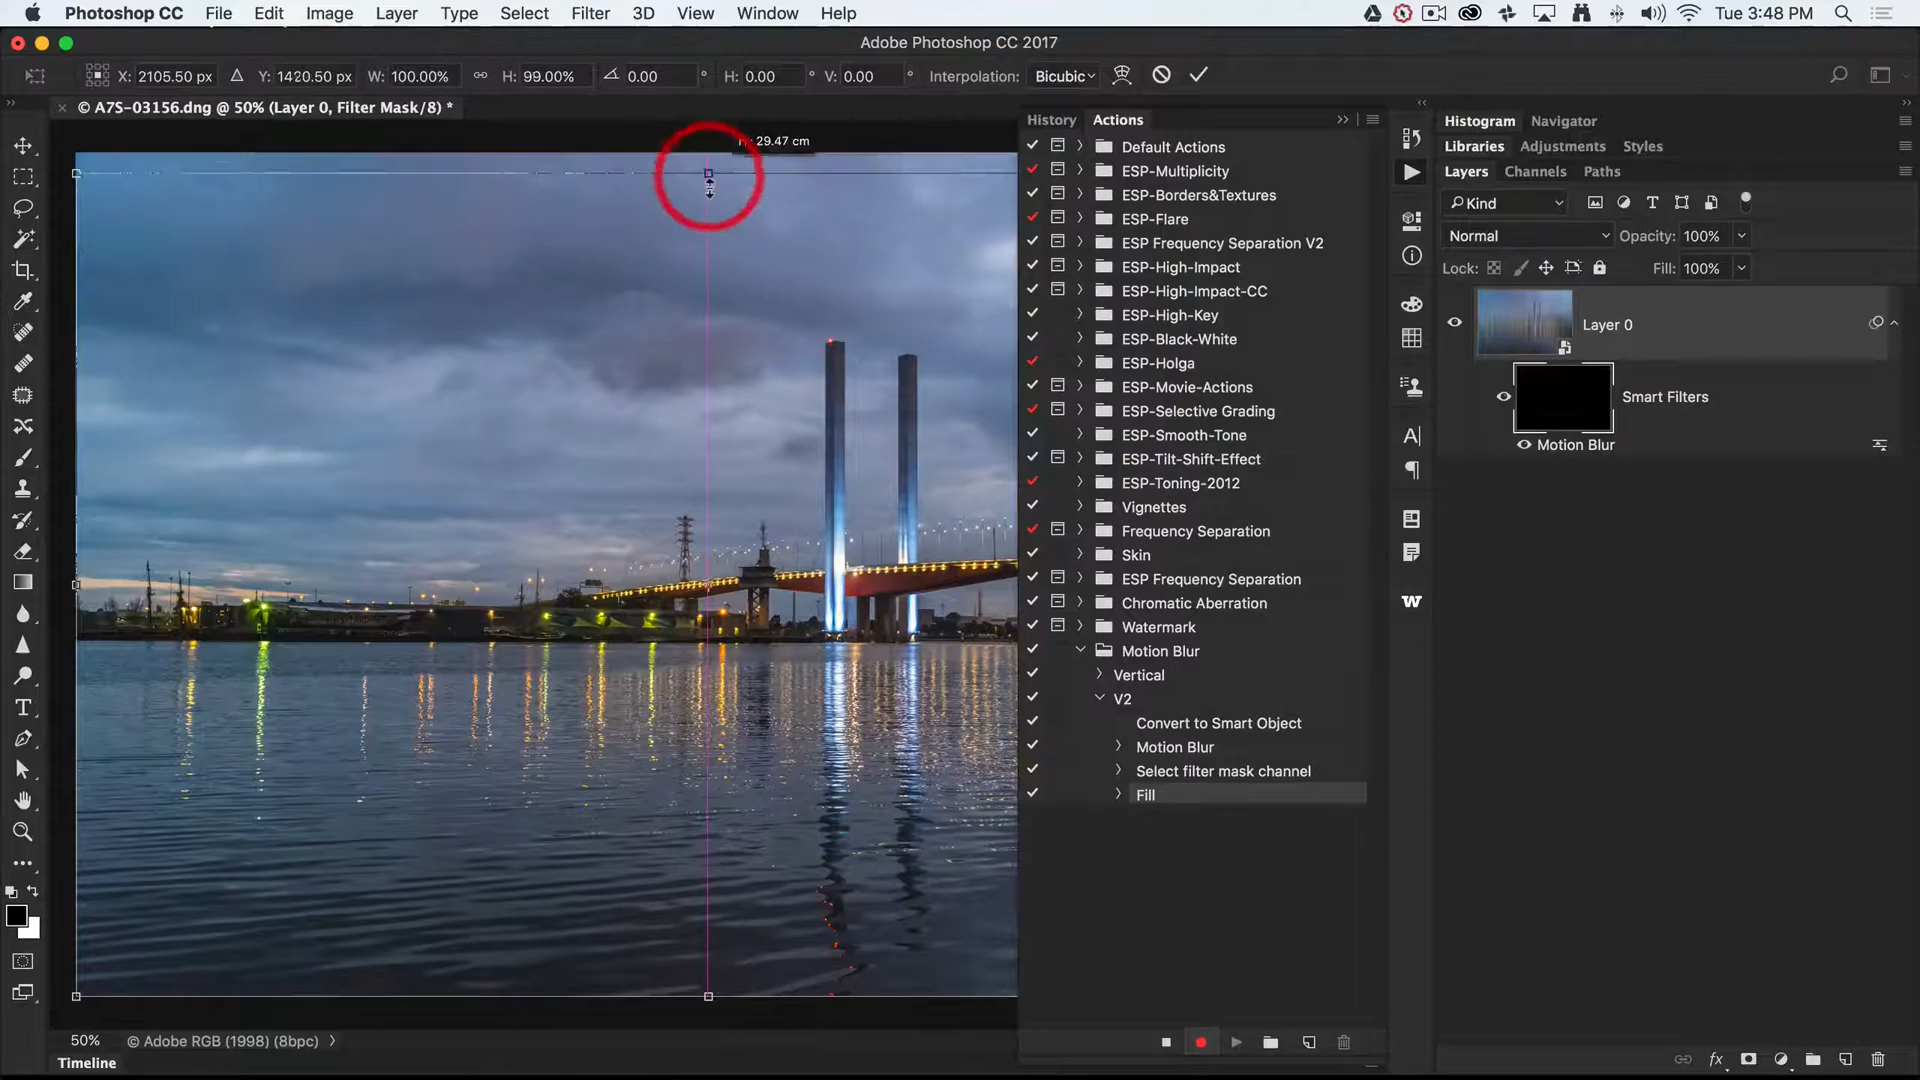 Photoshop CC File Edit Image Layer Type Select Filter 3D View Window Help Tue 3:48 PM
Adobe Photoshop CC 2017
X: 2105.50 px Y: 1420.50 px W: 100.00% H: 99.00% 0.00 ° H: 0.00 ° V: 0.00 ° Interpolation: Bicubic
© A7S-03156.dng @ 50% (Layer 0, Filter Mask/8) *
H: 29.47 cm
History Actions
Default Actions
ESP-Multiplicity
ESP-Borders&Textures
ESP-Flare
ESP Frequency Separation V2
ESP-High-Impact
ESP-High-Impact-CC
ESP-High-Key
ESP-Black-White
ESP-Holga
ESP-Movie-Actions
ESP-Selective Grading
ESP-Smooth-Tone
ESP-Tilt-Shift-Effect
ESP-Toning-2012
Vignettes
Frequency Separation
Skin
ESP Frequency Separation
Chromatic Aberration
Watermark
Motion Blur
Vertical
V2
Convert to Smart Object
Motion Blur
Select filter mask channel
Fill
Histogram Navigator
Libraries Adjustments Styles
Layers Channels Paths
Kind
Normal Opacity: 100%
Lock: Fill: 100%
Layer 0
Smart Filters
Motion Blur
50% © Adobe RGB (1998) (8bpc)
Timeline
fx